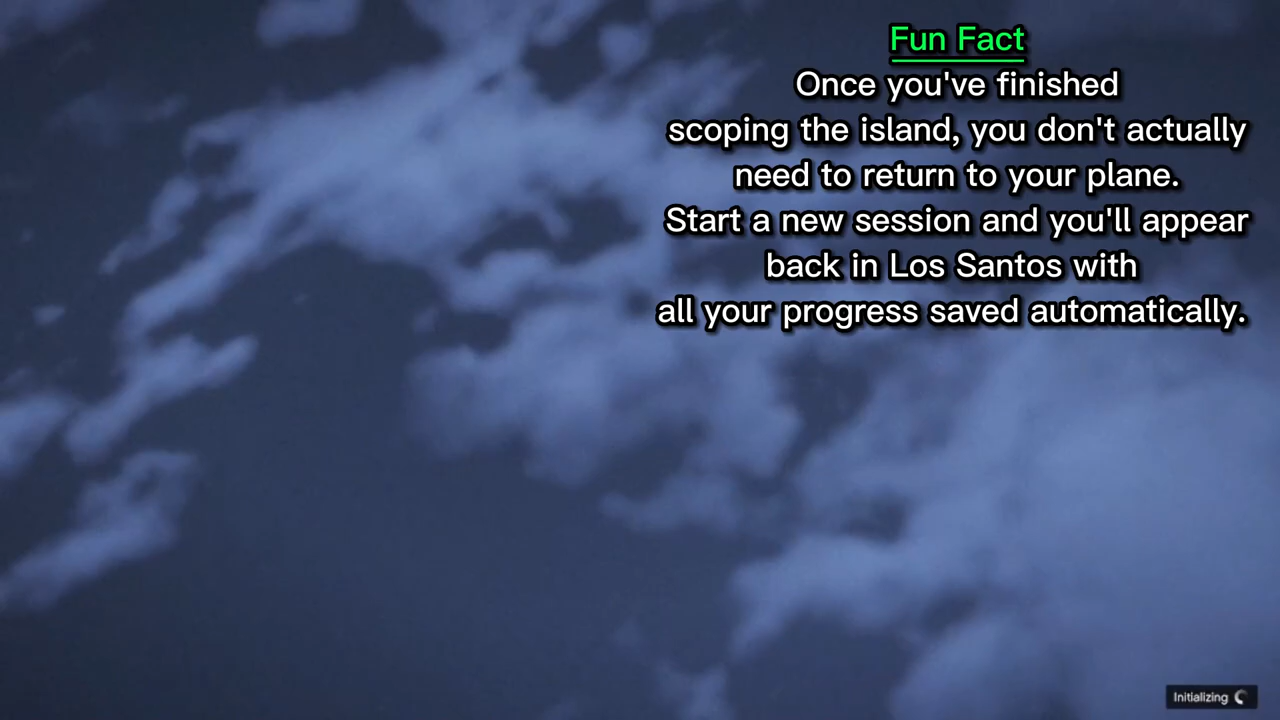 Fun Fact
Once you've finished
scoping the island, you don't actually
need to return to your plane.
Start a new session and you'll appear
back in Los Santos with
all your progress saved automatically.
Initializing